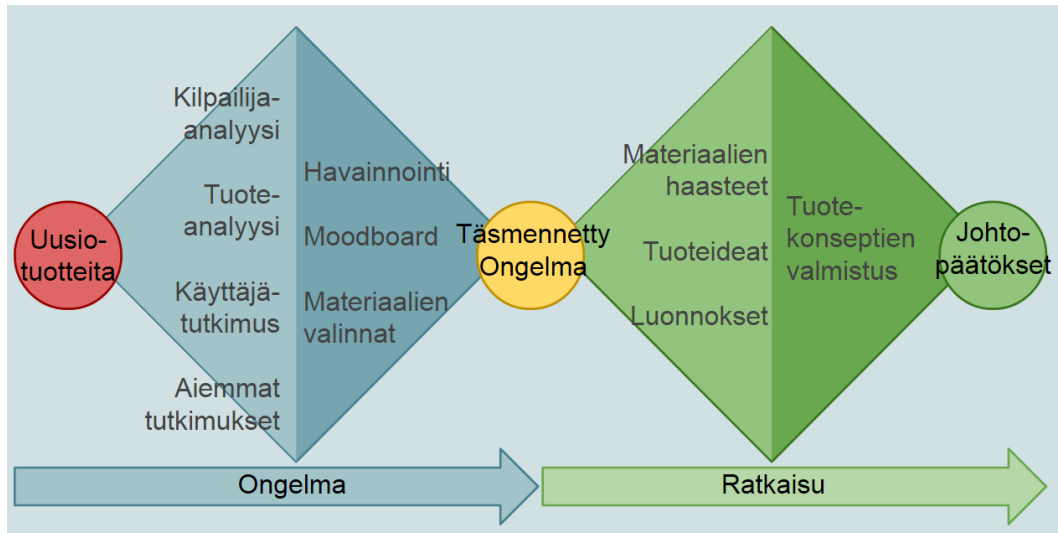 Uusio-
tuotteita
Kilpailija-
analyysi
Tuote-
analyysi
Käyttäjä-
tutkimus
Aiemmat
tutkimukset
Havainnointi
Moodboard
Materiaalien
valinnat
Täsmennetty
Ongelma
Materiaalien
haasteet
Tuoteideat
Luonnokset
Tuote-
konseptien
valmistus
Johto-
päätökset
Ongelma
Ratkaisu